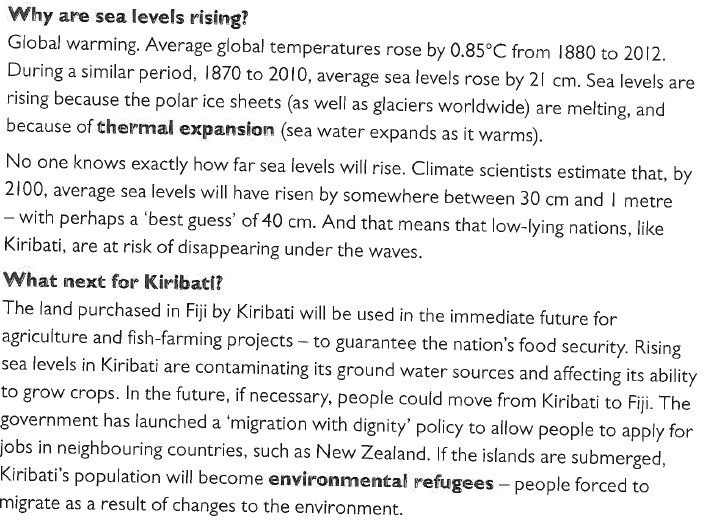 Why are sea levels rising?
Global warming. Average global temperatures rose by 0.85°C from 1880 to 2012.
During a similar period, 1870 to 2010, average sea levels rose by 21 cm. Sea levels are
rising because the polar ice sheets (as well as glaciers worldwide) are melting, and
because of thermal expansion (sea water expands as it warms).
No one knows exactly how far sea levels will rise. Climate scientists estimate that, by
2100, average sea levels will have risen by somewhere between 30 cm and 1 metre
– with perhaps a ‘best guess’ of 40 cm. And that means that low-lying nations, like
Kiribati, are at risk of disappearing under the waves.
What next for Kiribati?
The land purchased in Fiji by Kiribati will be used in the immediate future for
agriculture and fish-farming projects – to guarantee the nation’s food security. Rising
sea levels in Kiribati are contaminating its ground water sources and affecting its ability
to grow crops. In the future, if necessary, people could move from Kiribati to Fiji. The
government has launched a ‘migration with dignity’ policy to allow people to apply for
jobs in neighbouring countries, such as New Zealand. If the islands are submerged,
Kiribati’s population will become environmental refugees – people forced to
migrate as a result of changes to the environment.